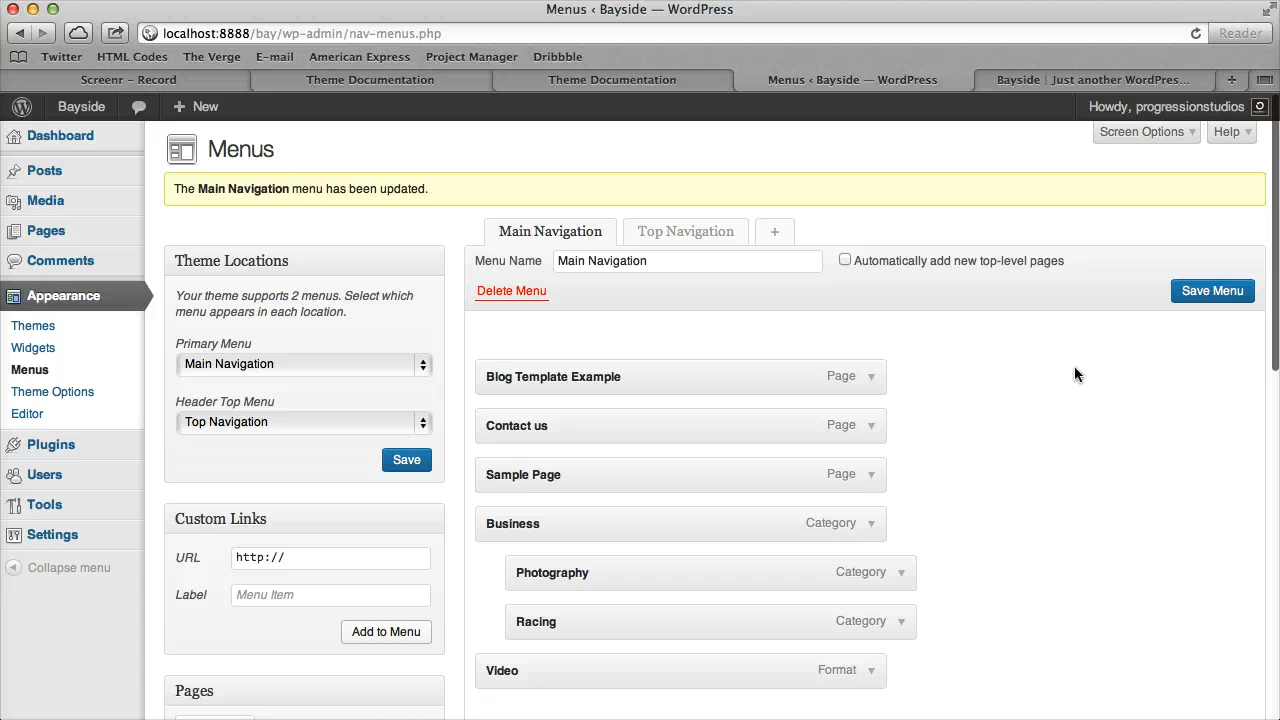 Menus ‹ Bayside — WordPress
localhost:8888/bay/wp-admin/nav-menus.php
Reader
Twitter HTML Codes The Verge E-mail American Express Project Manager Dribbble
Screenr - Record Theme Documentation Theme Documentation Menus ‹ Bayside — WordPress Bayside | Just another WordPres... +
Bayside + New Howdy, progressionstudios
Screen Options Help
Dashboard
Posts
Media
Pages
Comments
Appearance
Themes
Widgets
Menus
Theme Options
Editor
Plugins
Users
Tools
Settings
Collapse menu
Menus
The Main Navigation menu has been updated.
Theme Locations
Your theme supports 2 menus. Select which
menu appears in each location.
Primary Menu
Main Navigation
Header Top Menu
Top Navigation
Save
Custom Links
URL http://
Label Menu Item
Add to Menu
Pages
Main Navigation Top Navigation +
Menu Name Main Navigation Automatically add new top-level pages
Delete Menu Save Menu
Blog Template Example Page
Contact us Page
Sample Page Page
Business Category
Photography Category
Racing Category
Video Format